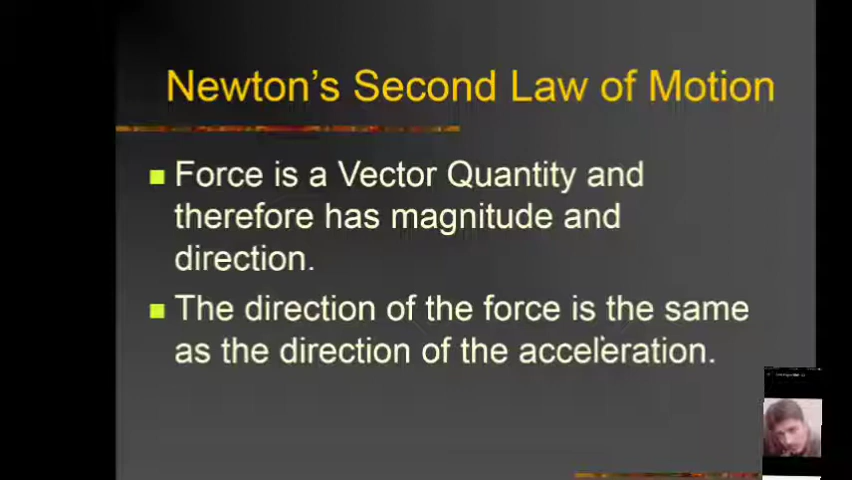 Newton's Second Law of Motion
Force is a Vector Quantity and
therefore has magnitude and
direction.
The direction of the force is the same
as the direction of the acceleration.